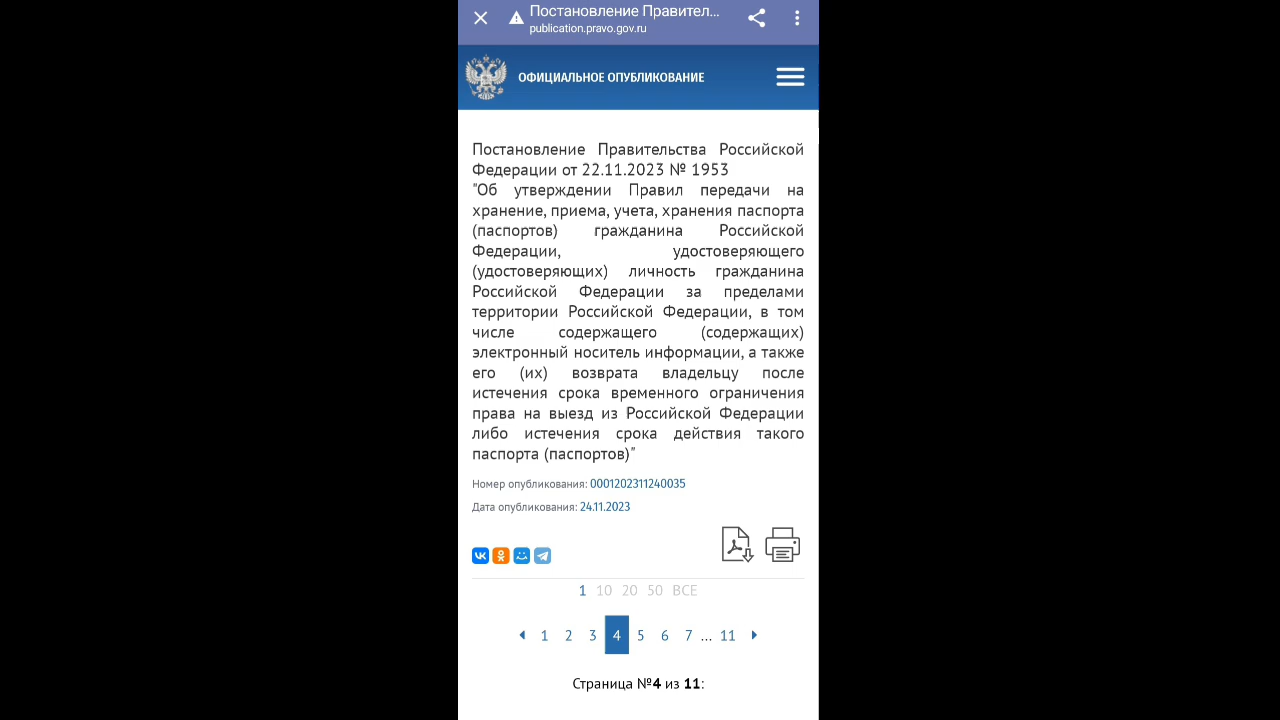 Постановление Правител...
publication.pravo.gov.ru
ОФИЦИАЛЬНОЕ ОПУБЛИКОВАНИЕ
Постановление Правительства Российской
Федерации от 22.11.2023 № 1953
"Об утверждении Правил передачи на
хранение, приема, учета, хранения паспорта
(паспортов) гражданина Российской
Федерации, удостоверяющего
(удостоверяющих) личность гражданина
Российской Федерации за пределами
территории Российской Федерации, в том
числе содержащего (содержащих)
электронный носитель информации, а также
его (их) возврата владельцу после
истечения срока временного ограничения
права на выезд из Российской Федерации
либо истечения срока действия такого
паспорта (паспортов)"
Номер опубликования: 0001202311240035
Дата опубликования: 24.11.2023
1 10 20 50 ВСЕ
1 2 3 4 5 6 7 ... 11
Страница №4 из 11: